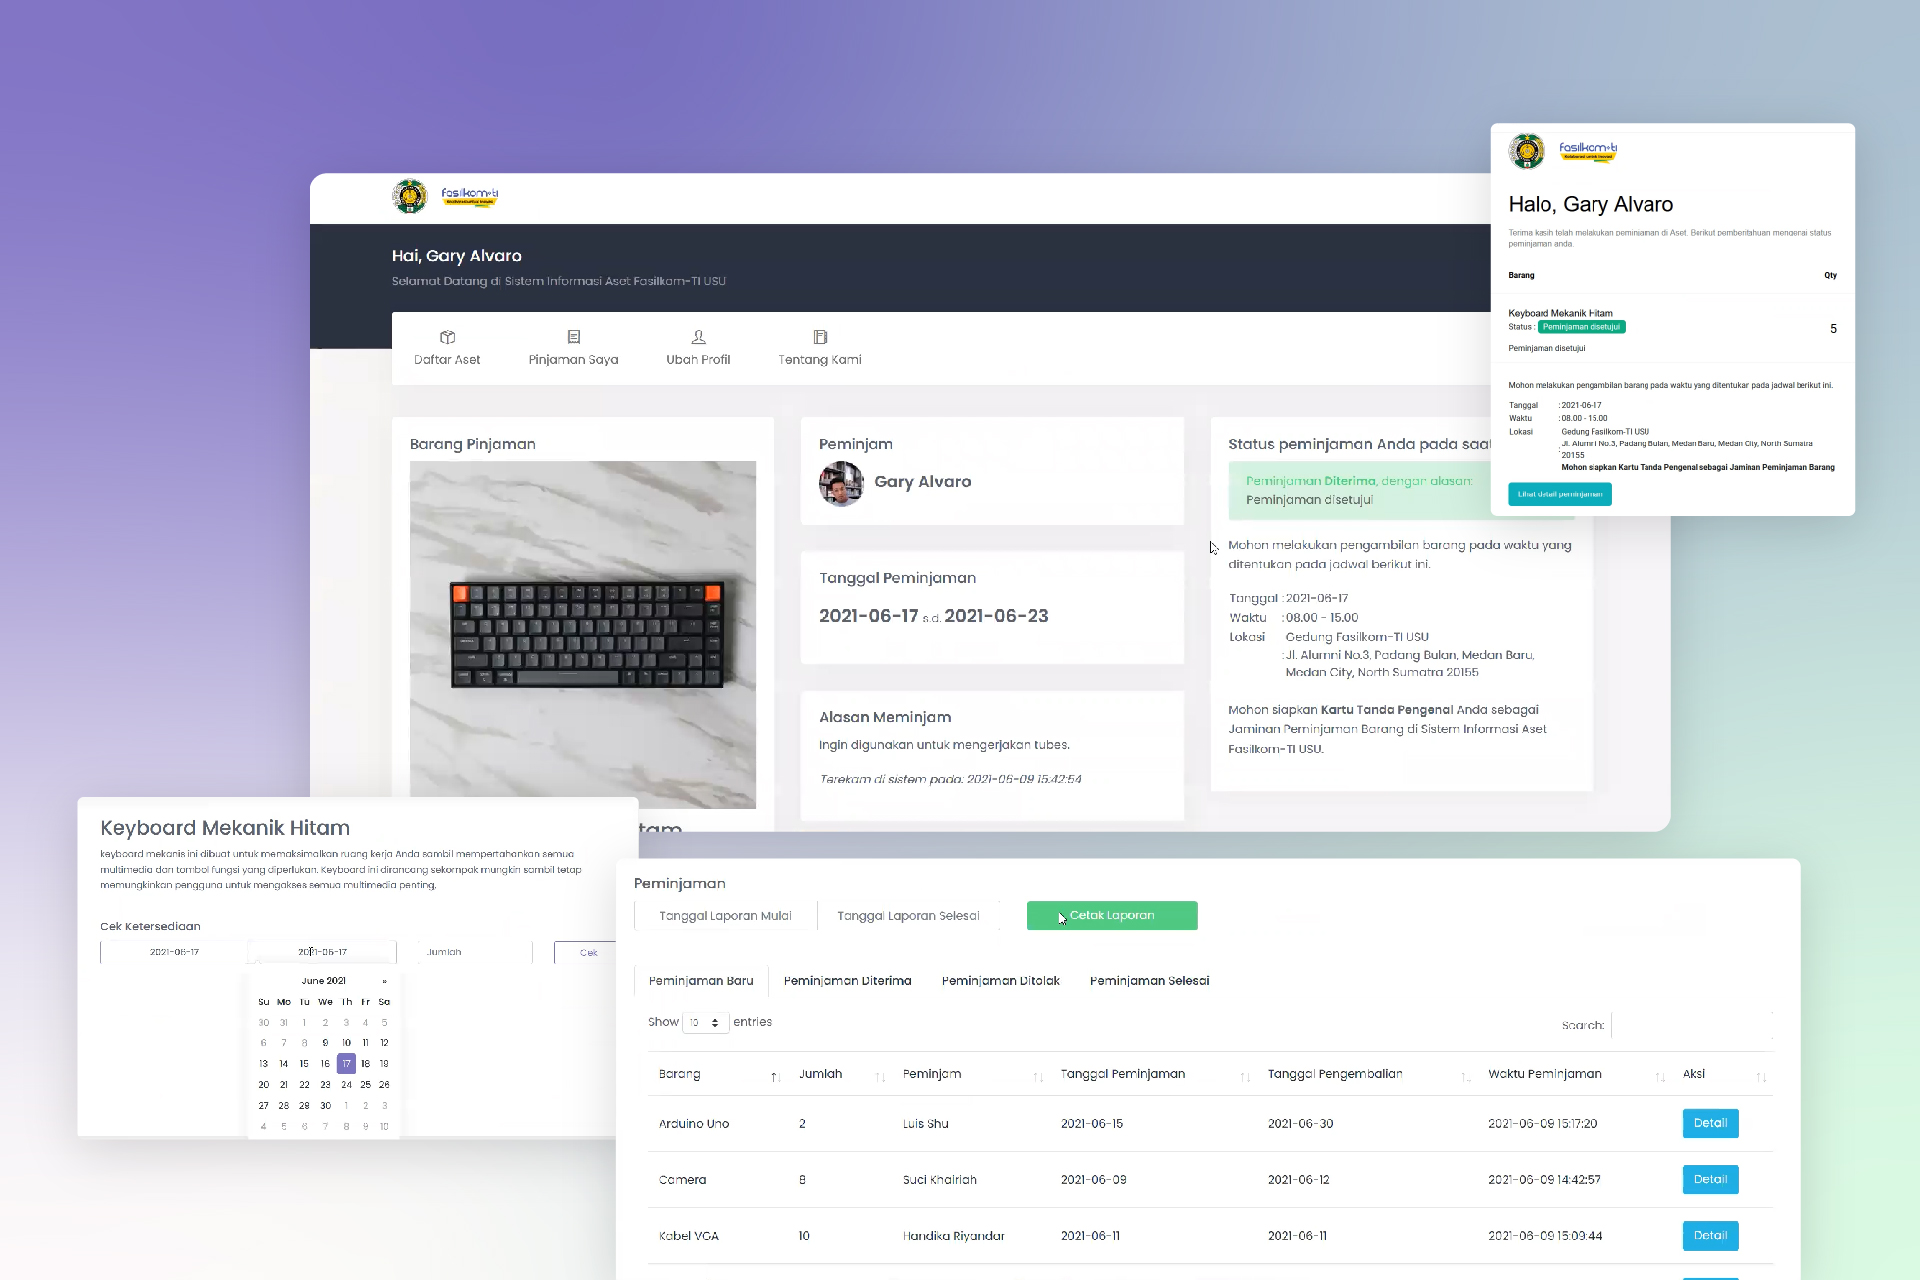 fasilkom-ti
Hai, Gary Alvaro
Selamat Datang di Sistem Informasi Aset Fasilkom-TI USU
Daftar Aset
Pinjaman Saya
Ubah Profil
Tentang Kami
Barang Pinjaman
Peminjam
Gary Alvaro
Tanggal Peminjaman
2021-06-17 s.d. 2021-06-23
Alasan Meminjam
Ingin digunakan untuk mengerjakan tubes.
Terekam di sistem pada: 2021-06-09 15:42:54
Status peminjaman Anda pada saat
Peminjaman Diterima, dengan alasan:
Peminjaman disetujui
Mohon melakukan pengambilan barang pada waktu yang
ditentukan pada jadwal berikut ini.
Tanggal : 2021-06-17
Waktu : 08.00 - 15.00
Lokasi Gedung Fasilkom-TI USU
: Jl. Alumni No.3, Padang Bulan, Medan Baru,
Medan City, North Sumatra 20155
Mohon siapkan Kartu Tanda Pengenal Anda sebagai
Jaminan Peminjaman Barang di Sistem Informasi Aset
Fasilkom-TI USU.
fasilkom-ti
Halo, Gary Alvaro
Terima kasih telah melakukan peminjaman di Aset. Berikut pemberitahuan mengenai status
peminjaman anda.
Barang Qty
Keyboard Mekanik Hitam
Status : Peminjaman disetujui 5
Peminjaman disetujui
Mohon melakukan pengambilan barang pada waktu yang ditentukan pada jadwal berikut ini.
Tanggal : 2021-06-17
Waktu : 08.00 - 15.00
Lokasi Gedung Fasilkom-TI USU
: Jl. Alumni No.3, Padang Bulan, Medan Baru, Medan City, North Sumatra
20155
Mohon siapkan Kartu Tanda Pengenal sebagai Jaminan Peminjaman Barang
Lihat detail peminjaman
Keyboard Mekanik Hitam
keyboard mekanis ini dibuat untuk memaksimalkan ruang kerja Anda sambil mempertahankan semua
multimedia dan tombol fungsi yang diperlukan. Keyboard ini dirancang sekompak mungkin sambil tetap
memungkinkan pengguna untuk mengakses semua multimedia penting,
Cek Ketersediaan
2021-06-17 2021-06-17 Jumlah Cek
June 2021 »
Su Mo Tu We Th Fr Sa
30 31 1 2 3 4 5
6 7 8 9 10 11 12
13 14 15 16 17 18 19
20 21 22 23 24 25 26
27 28 29 30 1 2 3
4 5 6 7 8 9 10
Peminjaman
Tanggal Laporan Mulai Tanggal Laporan Selesai Cetak Laporan
Peminjaman Baru Peminjaman Diterima Peminjaman Ditolak Peminjaman Selesai
Show 10 entries Search:
Barang Jumlah Peminjam Tanggal Peminjaman Tanggal Pengembalian Waktu Peminjaman Aksi
Arduino Uno 2 Luis Shu 2021-06-15 2021-06-30 2021-06-09 15:17:20 Detail
Camera 8 Suci Khairiah 2021-06-09 2021-06-12 2021-06-09 14:42:57 Detail
Kabel VGA 10 Handika Riyandar 2021-06-11 2021-06-11 2021-06-09 15:09:44 Detail